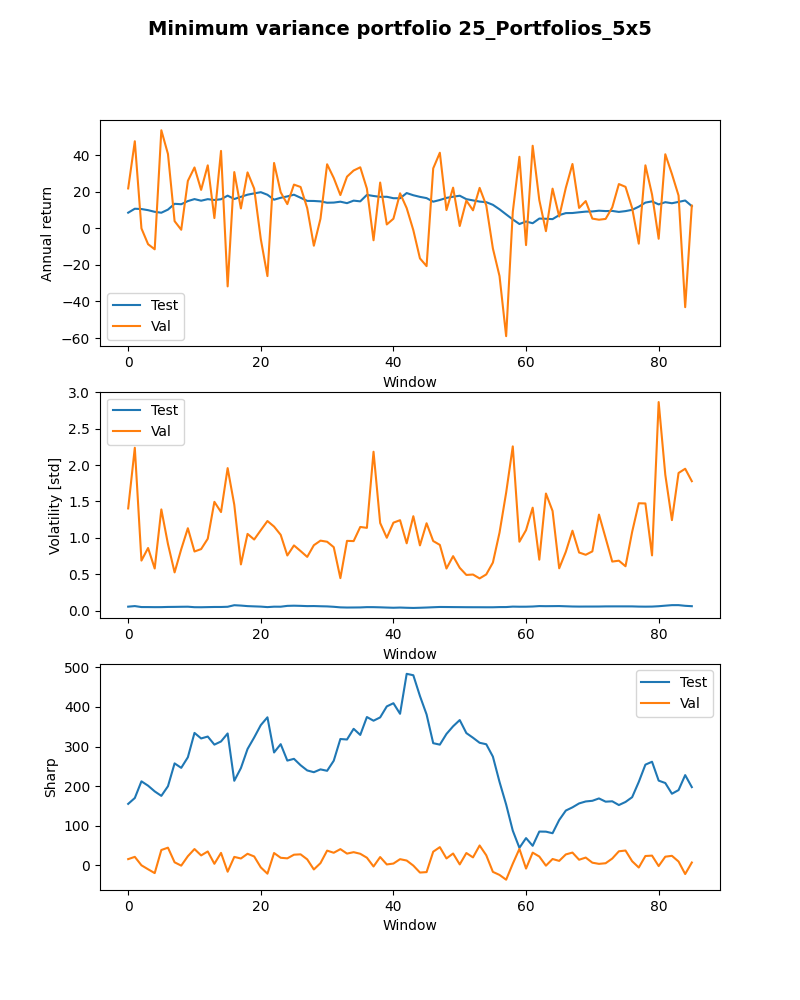 Minimum variance portfolio 25_Portfolios_5x5
Annual return
40
20
0
−20
−40
−60
Test
Val
0 20 40 60 80
Window
Volatility [std]
3.0
2.5
2.0
1.5
1.0
0.5
0.0
Test
Val
0 20 40 60 80
Window
Sharp
500
400
300
200
100
0
Test
Val
0 20 40 60 80
Window